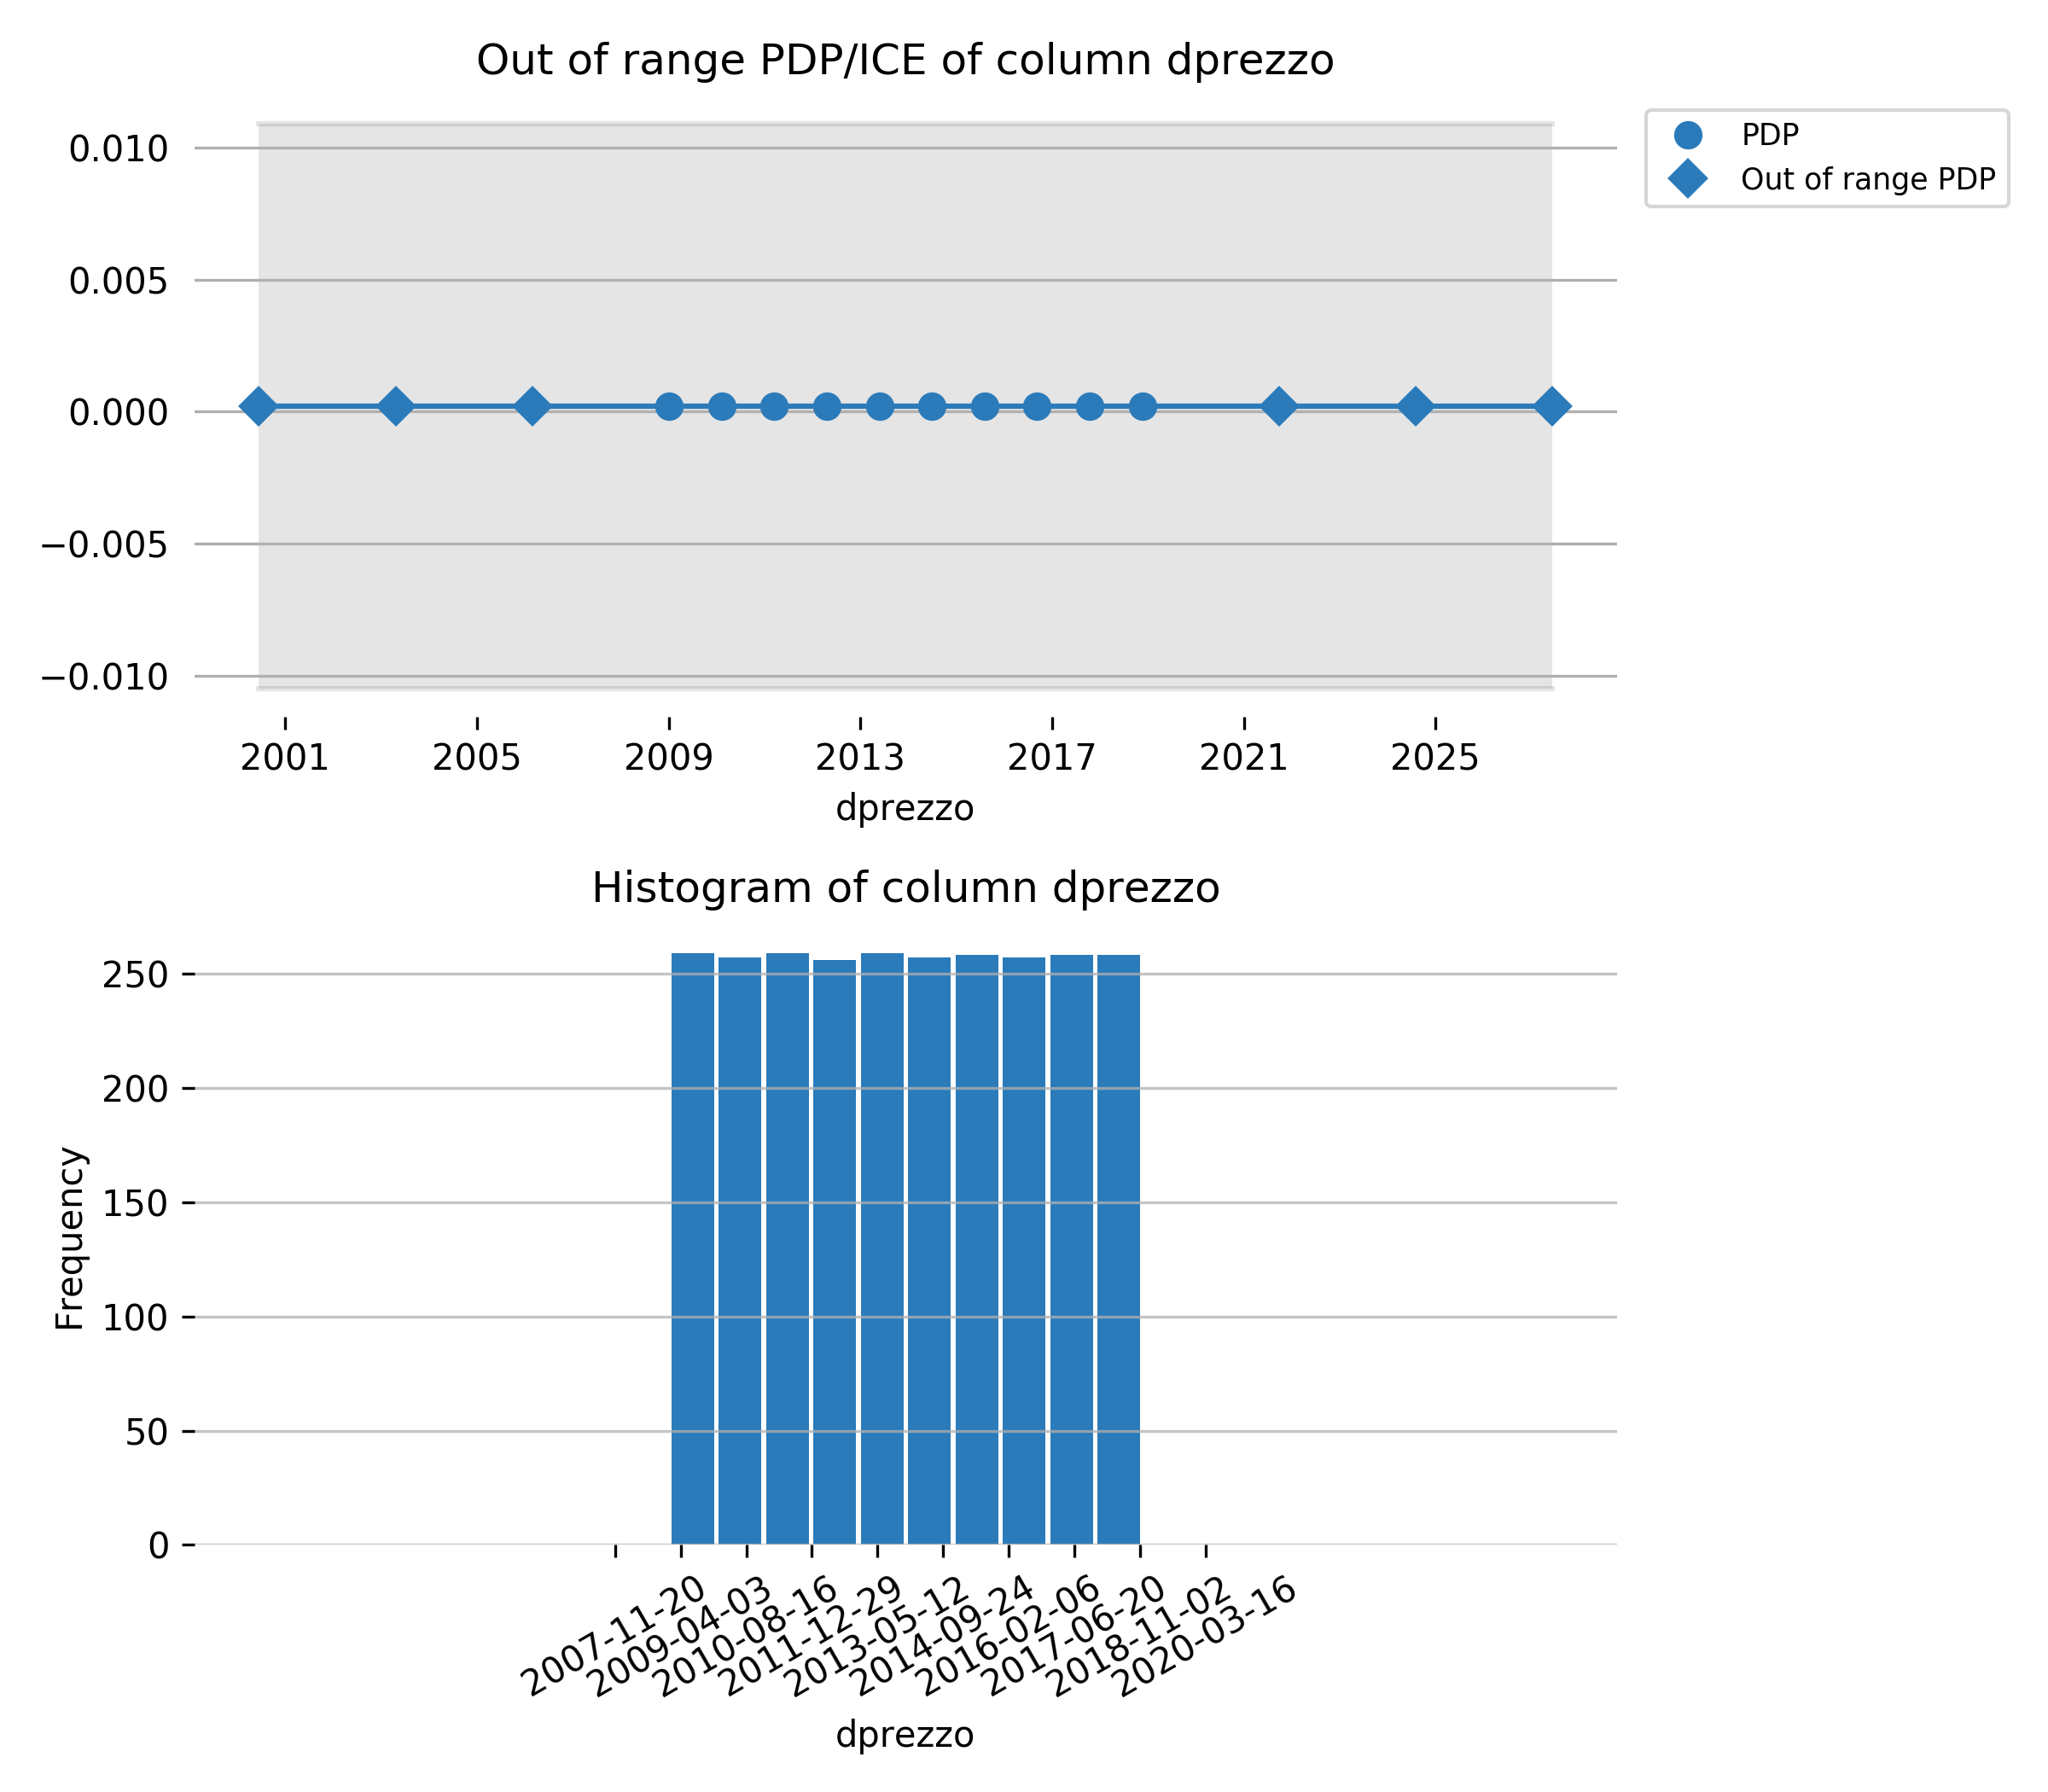 Out of range PDP/ICE of column dprezzo
PDP
Out of range PDP
0.010
0.005
0.000
−0.005
−0.010
2001 2005 2009 2013 2017 2021 2025
dprezzo
Histogram of column dprezzo
250
200
150
100
50
0
Frequency
2007-11-20
2009-04-03
2010-08-16
2011-12-29
2013-05-12
2014-09-24
2016-02-06
2017-06-20
2018-11-02
2020-03-16
dprezzo